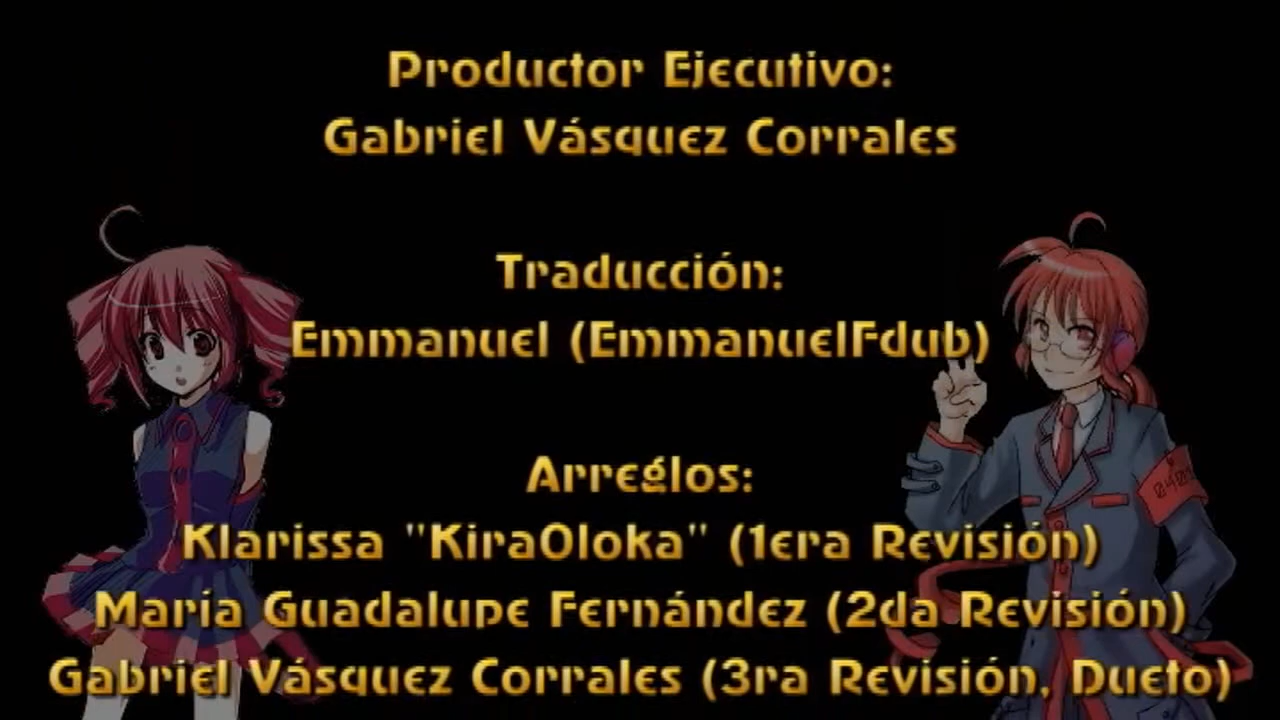 Productor Ejecutivo:
Gabriel Vásquez Corrales
Traducción:
Emmanuel (EmmanuelFdub)
Arreglos:
Klarissa "KiraOloka" (1era Revisión)
María Guadalupe Fernández (2da Revisión)
Gabriel Vásquez Corrales (3ra Revisión, Dueto)